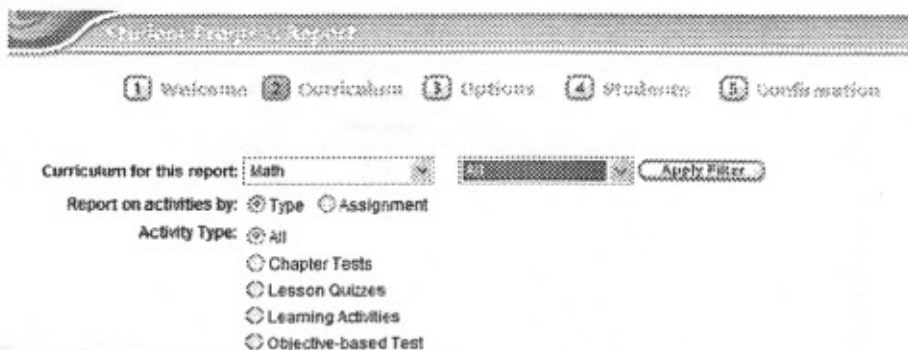 Student Progress Report
1 Welcome 2 Curriculum 3 Options 4 Students 5 Confirmation
Curriculum for this report: Math All Apply Filter
Report on activities by: Type Assignment
Activity Type: All
Chapter Tests
Lesson Quizzes
Learning Activities
Objective-based Test